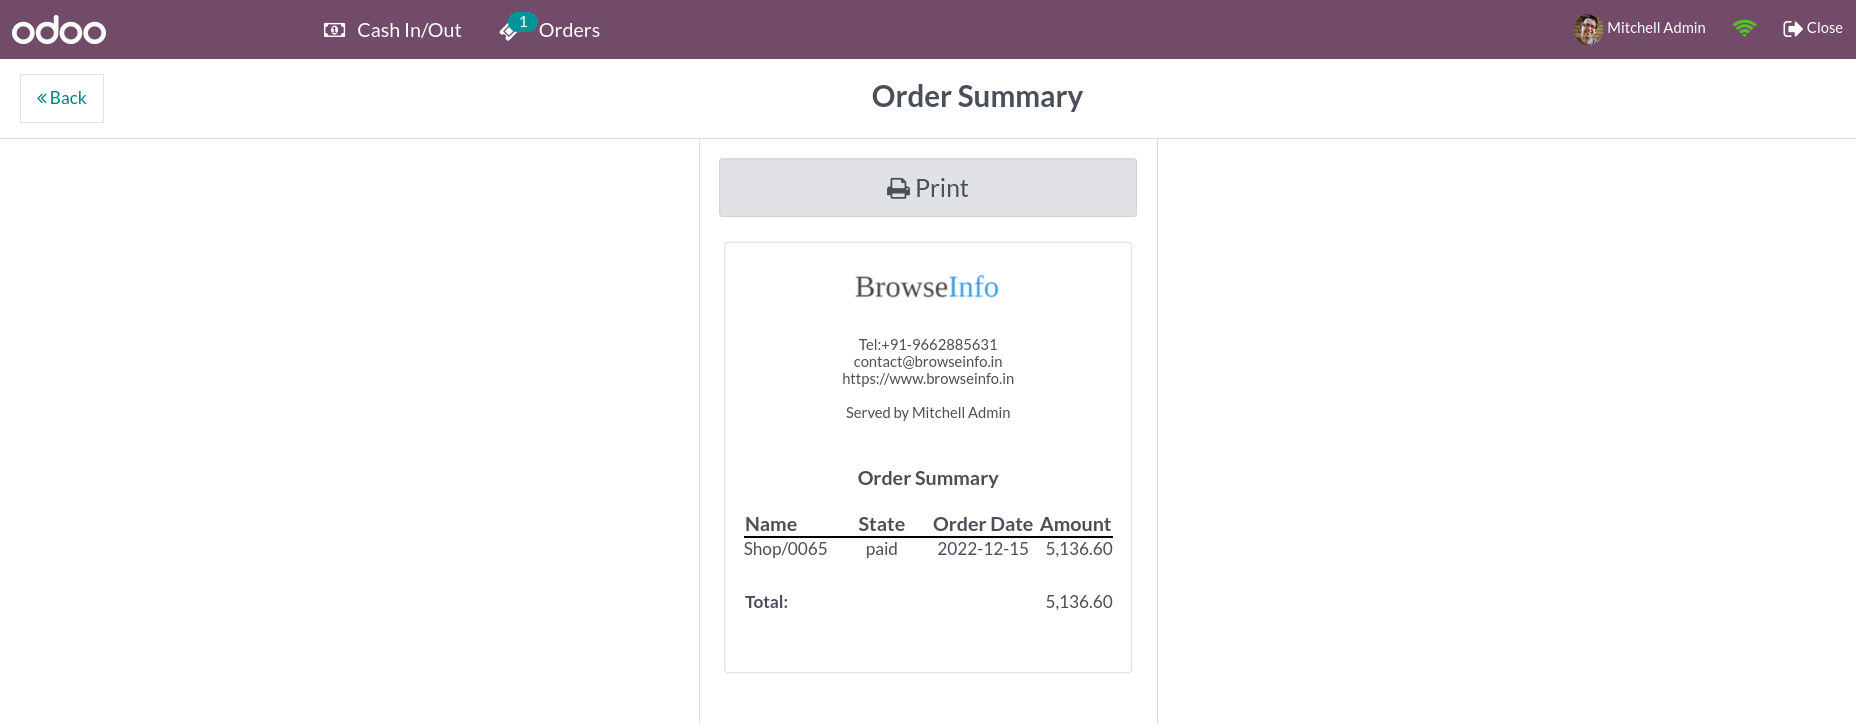 odoo
Cash In/Out
1
Orders
Mitchell Admin
Close
Back
Order Summary
Print
BrowseInfo
Tel:+91-9662885631
contact@browseinfo.in
https://www.browseinfo.in
Served by Mitchell Admin
Order Summary
Name State Order Date Amount
Shop/0065 paid 2022-12-15 5,136.60
Total: 5,136.60